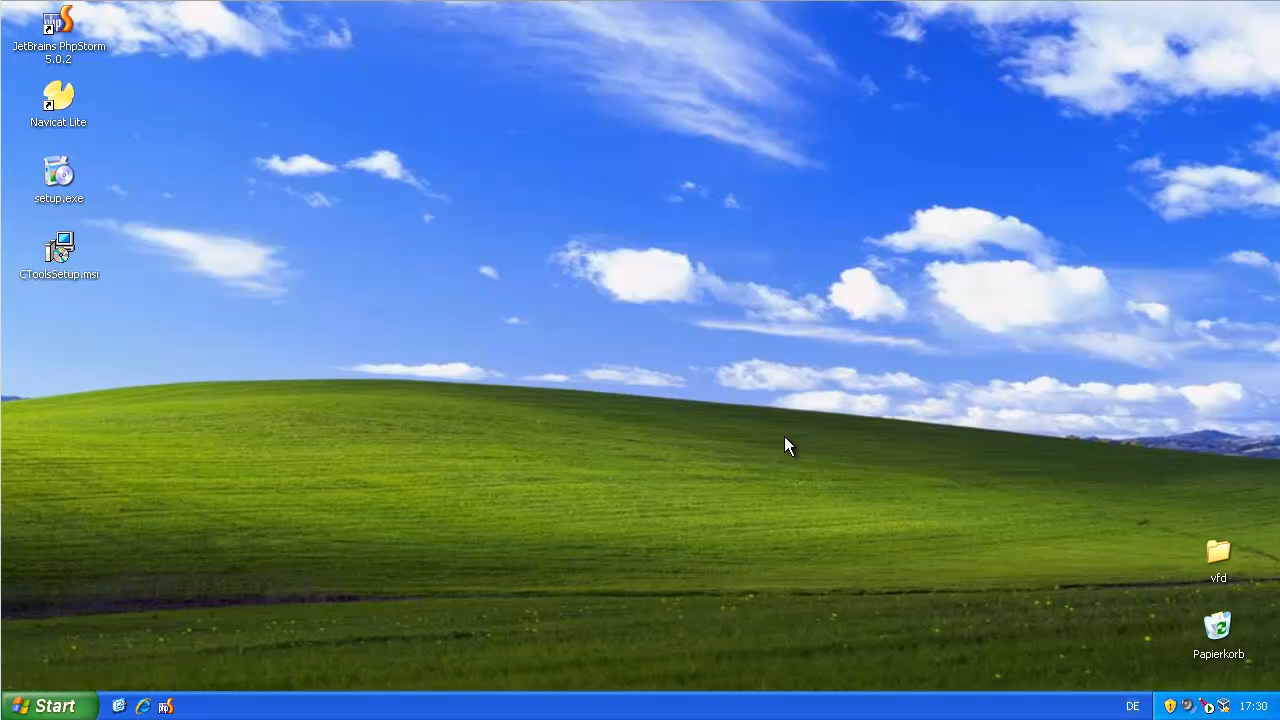 JetBrains PhpStorm
5.0.2
Navicat Lite
setup.exe
CToolsSetup.msi
vfd
Papierkorb
Start
DE
17:30